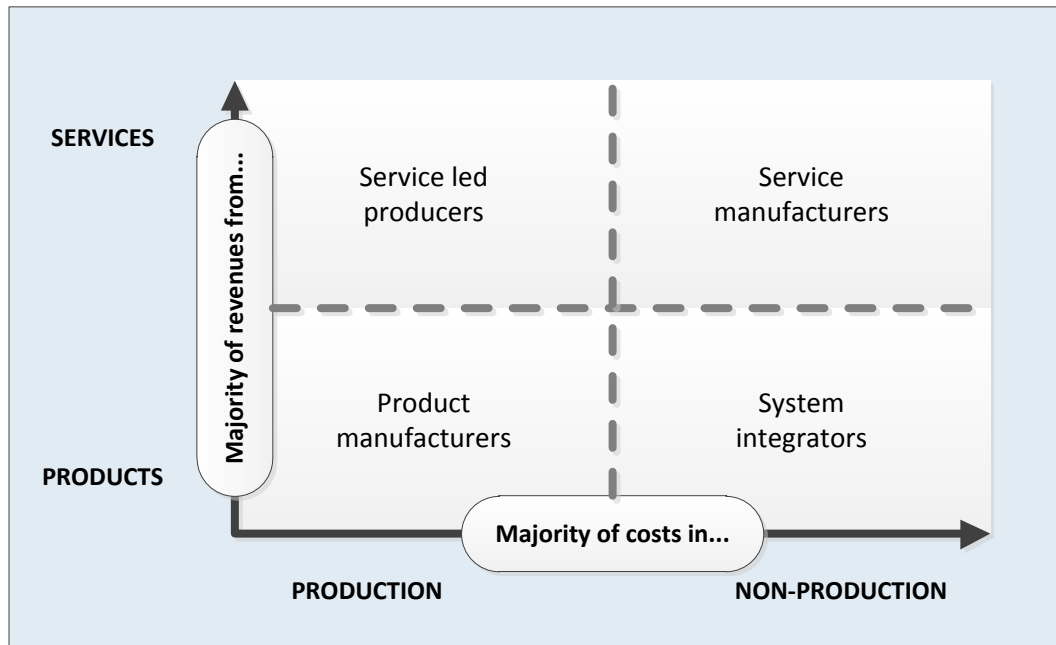 SERVICES
Majority of revenues from...
Service led
producers
Service
manufacturers
Product
manufacturers
System
integrators
PRODUCTS
Majority of costs in...
PRODUCTION
NON-PRODUCTION